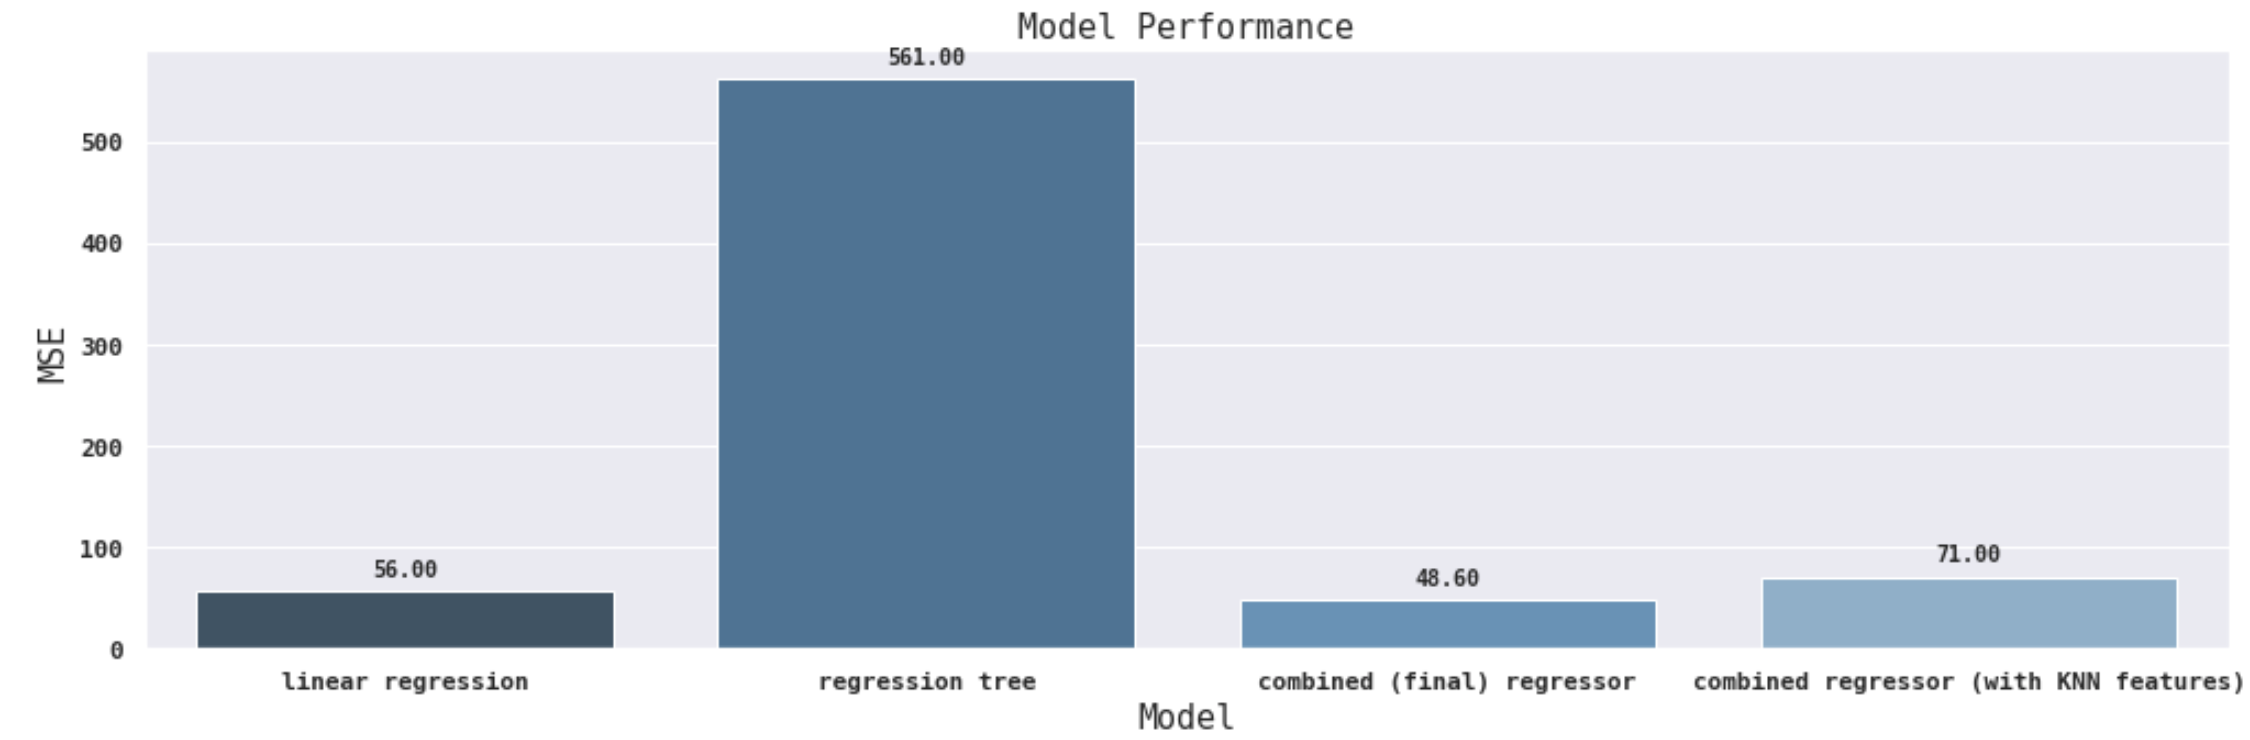 Model Performance
561.00
500
400
MSE
300
200
100
71.00
56.00
48.60
0
linear regression
regression tree
combined (final) regressor
combined regressor (with KNN features)
Model